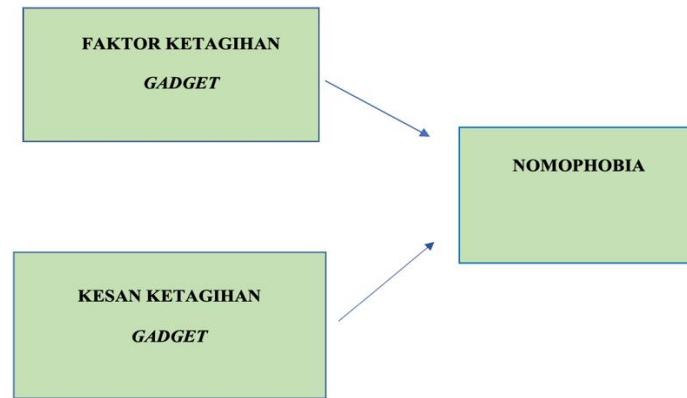 FAKTOR KETAGIHAN
GADGET
NOMOPHOBIA
KESAN KETAGIHAN
GADGET